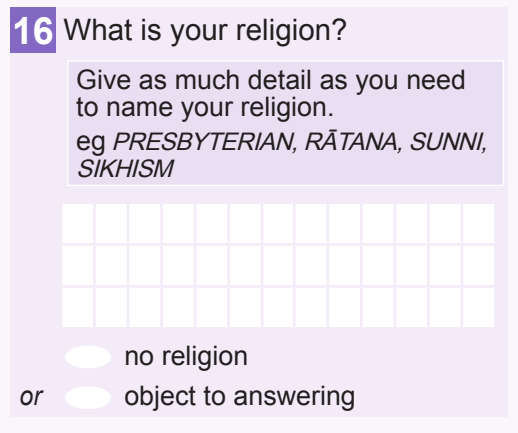 16 What is your religion?
Give as much detail as you need
to name your religion.
eg PRESBYTERIAN, RĀTANA, SUNNI,
SIKHISM
no religion
or object to answering